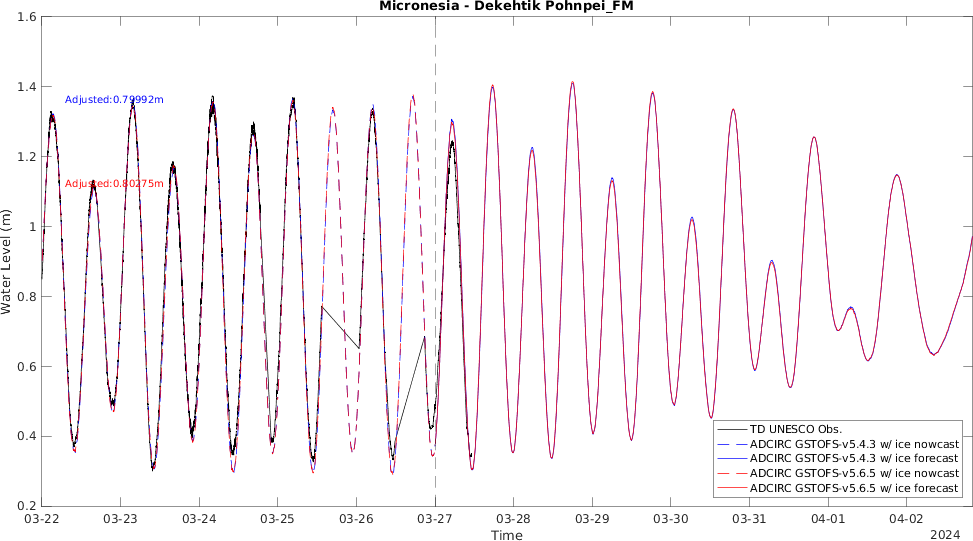 Micronesia - Dekehtik Pohnpei_FM
1.6
1.4
1.2
1
0.8
0.6
0.4
0.2
Water Level (m)
Adjusted:0.79992m
Adjusted:0.80275m
TD UNESCO Obs.
ADCIRC GSTOFS-v5.4.3 w/ ice nowcast
ADCIRC GSTOFS-v5.4.3 w/ ice forecast
ADCIRC GSTOFS-v5.6.5 w/ ice nowcast
ADCIRC GSTOFS-v5.6.5 w/ ice forecast
03-22 03-23 03-24 03-25 03-26 03-27 03-28 03-29 03-30 03-31 04-01 04-02
Time
2024